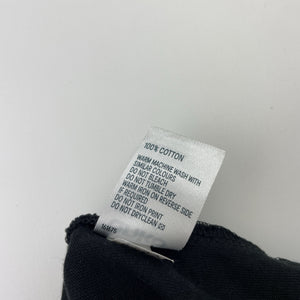 100% COTTON
WARM MACHINE WASH WITH
SIMILAR COLOURS
DO NOT BLEACH
DO NOT TUMBLE DRY
WARM IRON ON REVERSE SIDE
IF REQUIRED
DO NOT IRON PRINT
DO NOT DRYCLEAN